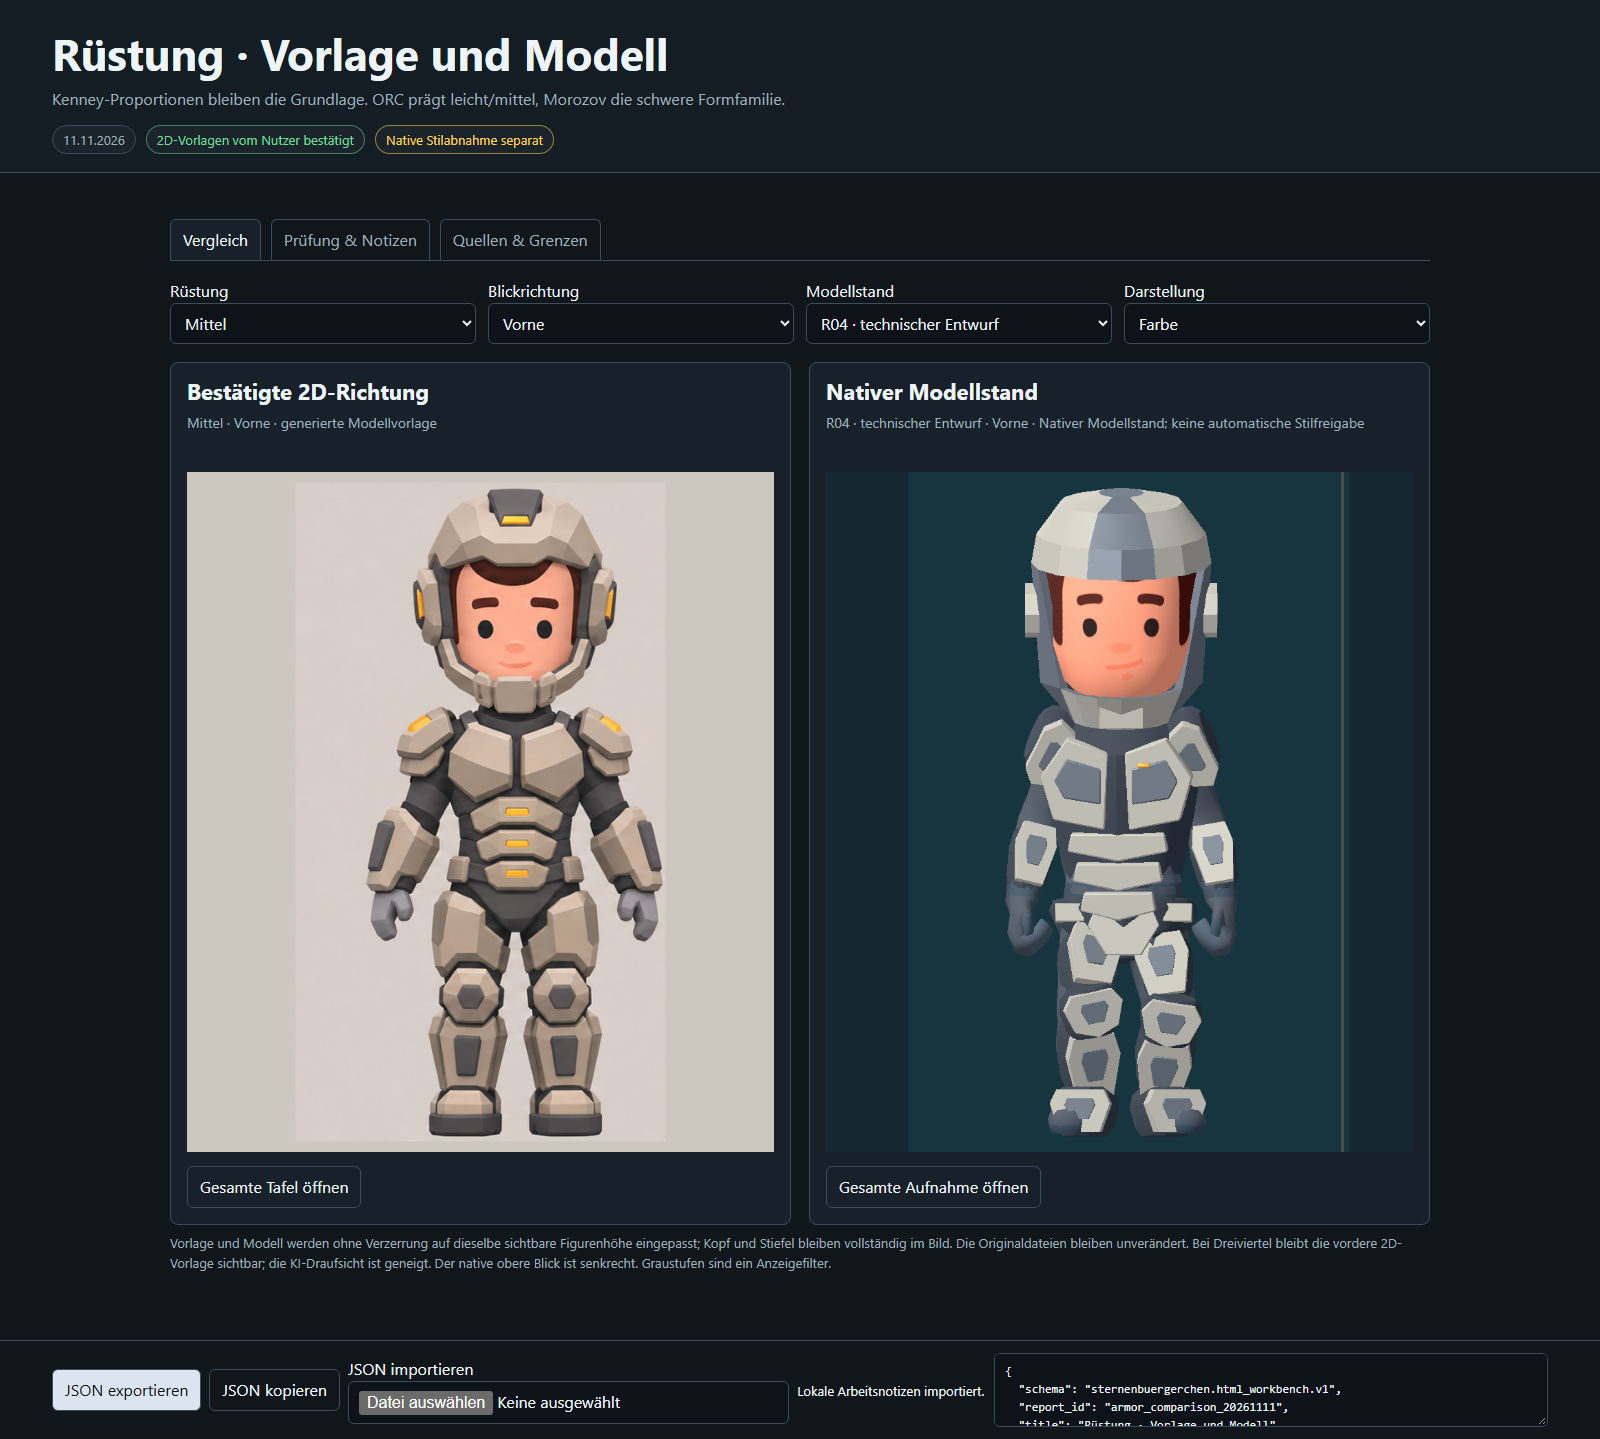 Rüstung · Vorlage und Modell
Kenney-Proportionen bleiben die Grundlage. ORC prägt leicht/mittel, Morozov die schwere Formfamilie.
11.11.2026
2D-Vorlagen vom Nutzer bestätigt
Native Stilabnahme separat
Vergleich
Prüfung & Notizen
Quellen & Grenzen
Rüstung
Blickrichtung
Modellstand
Darstellung
Mittel
Vorne
R04 · technischer Entwurf
Farbe
Bestätigte 2D-Richtung
Mittel · Vorne · generierte Modellvorlage
Nativer Modellstand
R04 · technischer Entwurf · Vorne · Nativer Modellstand; keine automatische Stilfreigabe
Gesamte Tafel öffnen
Gesamte Aufnahme öffnen
Vorlage und Modell werden ohne Verzerrung auf dieselbe sichtbare Figurenhöhe eingepasst; Kopf und Stiefel bleiben vollständig im Bild. Die Originaldateien bleiben unverändert. Bei Dreiviertel bleibt die vordere 2D-
Vorlage sichtbar; die KI-Draufsicht ist geneigt. Der native obere Blick ist senkrecht. Graustufen sind ein Anzeigefilter.
JSON exportieren
JSON kopieren
JSON importieren
Datei auswählen Keine ausgewählt
Lokale Arbeitsnotizen importiert.
{
"schema": "sternenbuergerchen.html_workbench.v1",
"report_id": "armor_comparison_20261111",
"title": "Rüstung · Vorlage und Modell"